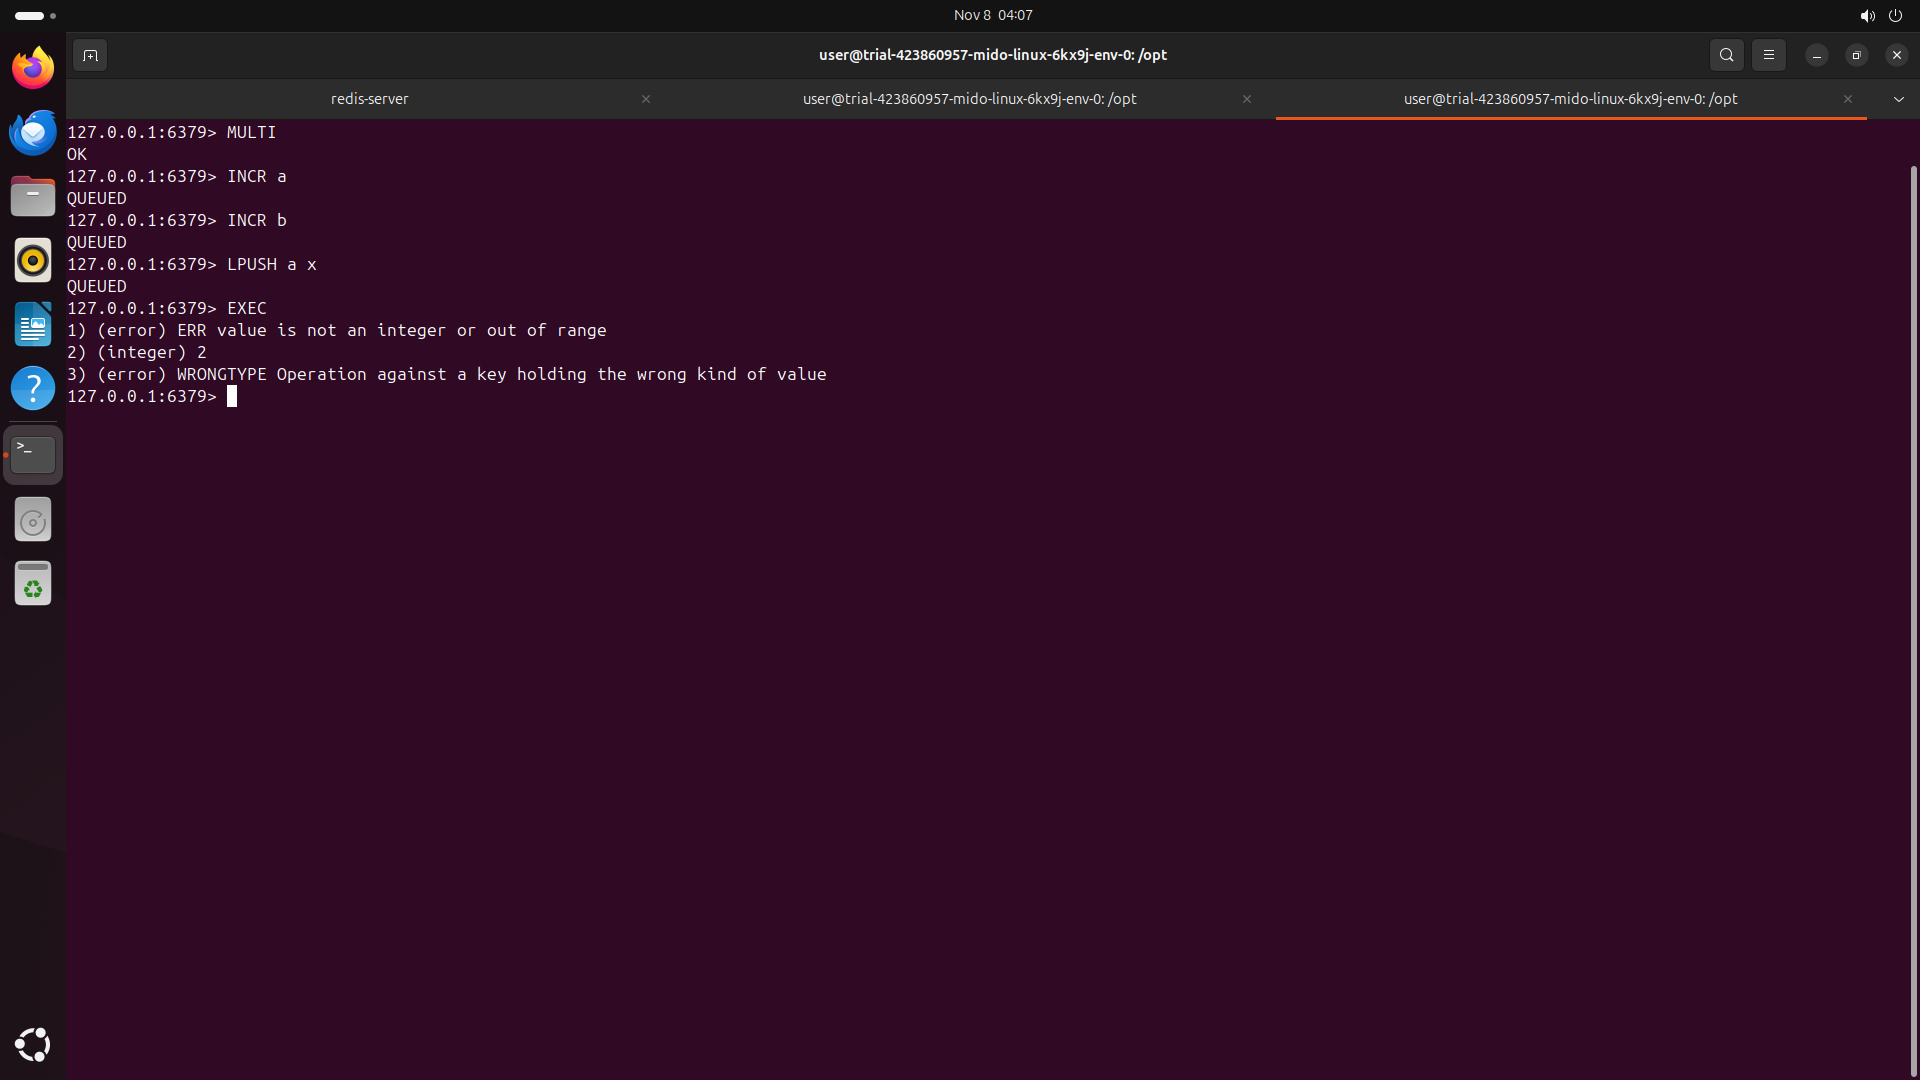 Nov 8 04:07
user@trial-423860957-mido-linux-6kx9j-env-0: /opt
redis-server
user@trial-423860957-mido-linux-6kx9j-env-0: /opt
user@trial-423860957-mido-linux-6kx9j-env-0: /opt
127.0.0.1:6379> MULTI
OK
127.0.0.1:6379> INCR a
QUEUED
127.0.0.1:6379> INCR b
QUEUED
127.0.0.1:6379> LPUSH a x
QUEUED
127.0.0.1:6379> EXEC
1) (error) ERR value is not an integer or out of range
2) (integer) 2
3) (error) WRONGTYPE Operation against a key holding the wrong kind of value
127.0.0.1:6379>